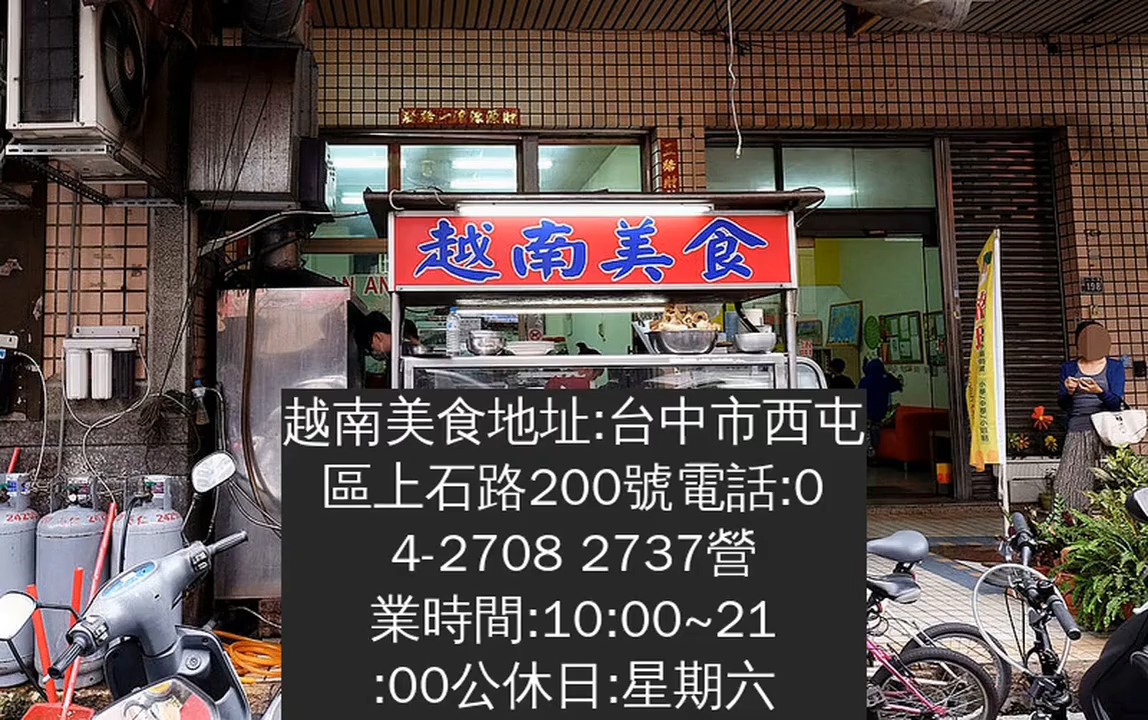 越南美食
198
越南美食地址:台中市西屯
區上石路200號電話:0
4-2708 2737營
業時間:10:00~21
:00公休日:星期六